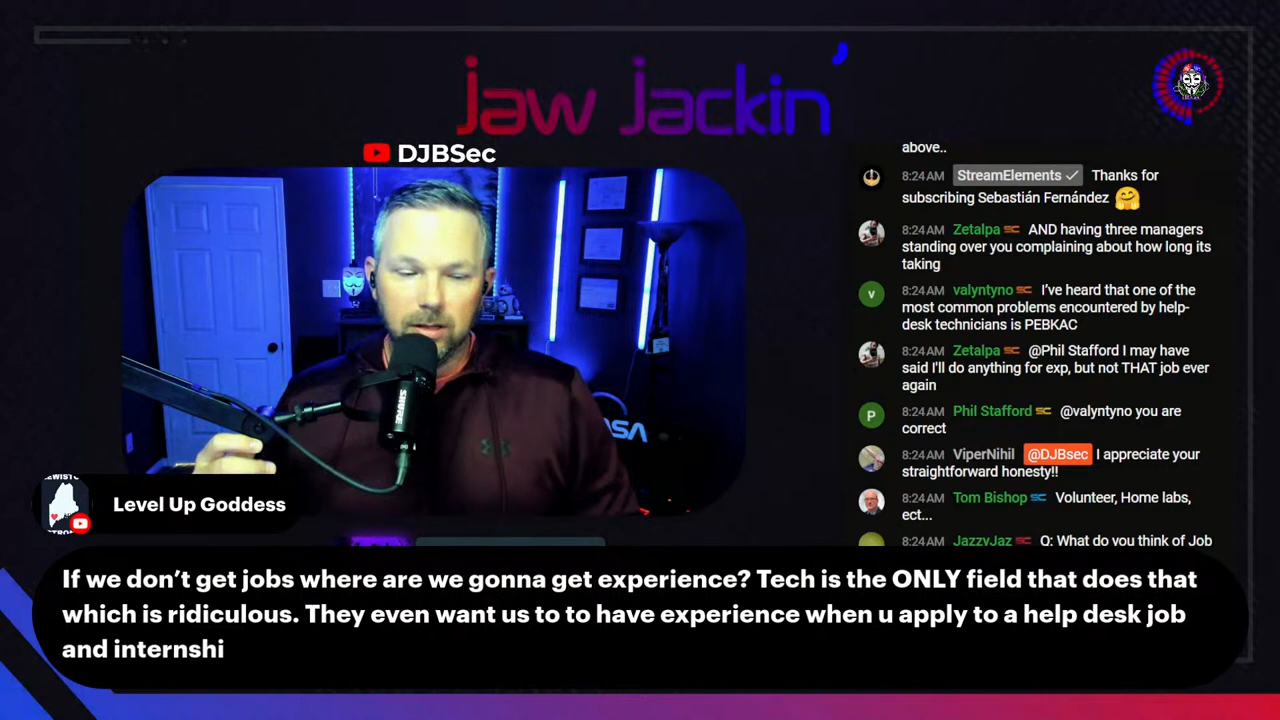 jaw jackin'
DJBSec
above..
8:24AM StreamElements Thanks for
subscribing Sebastián Fernández
8:24AM Zetalpa AND having three managers
standing over you complaining about how long its
taking
V
8:24AM valyntyno I've heard that one of the
most common problems encountered by help-
desk technicians is PEBKAC
8:24AM Zetalpa @Phil Stafford I may have
said I'll do anything for exp, but not THAT job ever
again
P
8:24AM Phil Stafford @valyntyno you are
correct
8:24AM ViperNihil @DJBsec I appreciate your
straightforward honesty!!
8:24AM Tom Bishop Volunteer, Home labs,
ect...
8:24AM JazzyJaz Q: What do you think of Job
SHURE
Level Up Goddess
If we don't get jobs where are we gonna get experience? Tech is the ONLY field that does that
which is ridiculous. They even want us to to have experience when u apply to a help desk job
and internshi